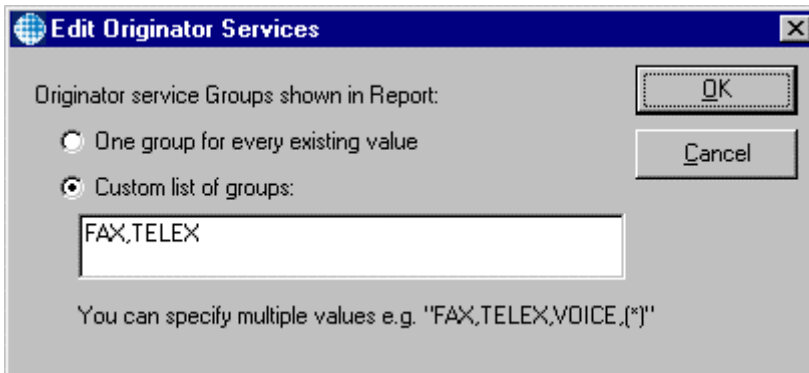 Edit Originator Services
Originator service Groups shown in Report:
OK
One group for every existing value
Cancel
Custom list of groups:
FAX,TELEX
You can specify multiple values e.g. "FAX,TELEX,VOICE,(*)"